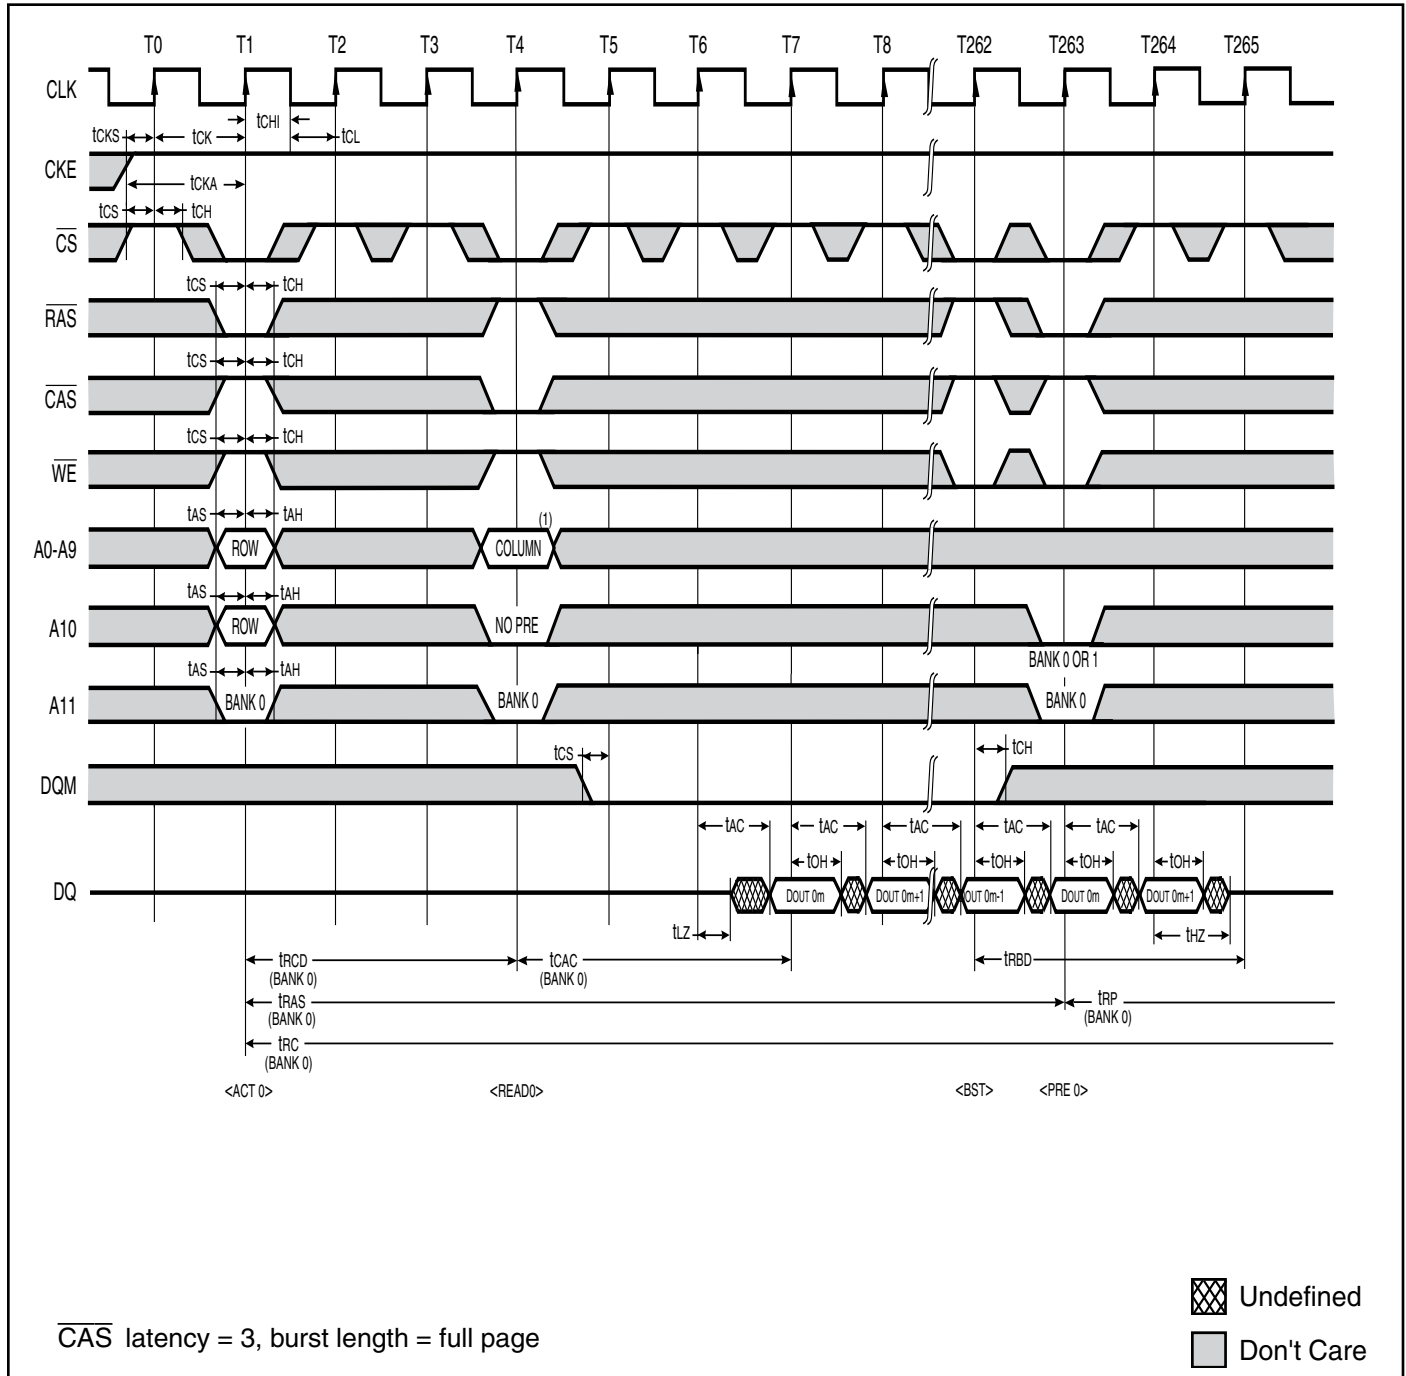 T0 T1 T2 T3 T4 T5 T6 T7 T8 T262 T263 T264 T265
CLK
tCHI
tCKS tCK tCL
CKE
tCKA
tCS tCH
CS
tCS tCH
RAS
tCS tCH
CAS
tCS tCH
WE
tAS tAH
(1)
A0-A9 ROW COLUMN
tAS tAH
A10 ROW NO PRE
BANK 0 OR 1
tAS tAH
A11 BANK 0 BANK 0 BANK 0
tCS tCH
DQM
tAC tAC tAC tAC tAC
tOH tOH tOH tOH tOH
DQ DOUT 0m DOUT 0m+1 OUT 0m-1 DOUT 0m DOUT 0m+1
tLZ tHZ
tRCD tCAC tRBD
(BANK 0) (BANK 0)
tRAS tRP
(BANK 0) (BANK 0)
tRC
(BANK 0)
<ACT 0> <READ0> <BST> <PRE 0>
Undefined
CAS latency = 3, burst length = full page
Don't Care